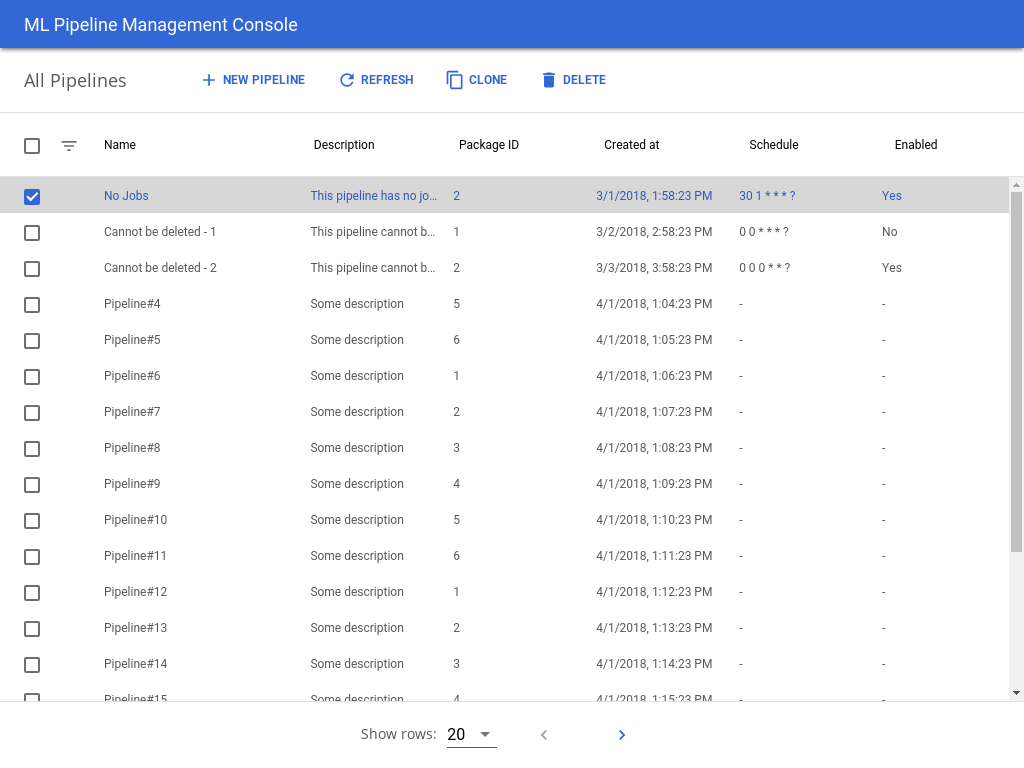 ML Pipeline Management Console
All Pipelines NEW PIPELINE REFRESH CLONE DELETE
Name Description Package ID Created at Schedule Enabled
No Jobs This pipeline has no jo... 2 3/1/2018, 1:58:23 PM 30 1 * * * ? Yes
Cannot be deleted - 1 This pipeline cannot b... 1 3/2/2018, 2:58:23 PM 0 0 * * * ? No
Cannot be deleted - 2 This pipeline cannot b... 2 3/3/2018, 3:58:23 PM 0 0 0 * * ? Yes
Pipeline#4 Some description 5 4/1/2018, 1:04:23 PM - -
Pipeline#5 Some description 6 4/1/2018, 1:05:23 PM - -
Pipeline#6 Some description 1 4/1/2018, 1:06:23 PM - -
Pipeline#7 Some description 2 4/1/2018, 1:07:23 PM - -
Pipeline#8 Some description 3 4/1/2018, 1:08:23 PM - -
Pipeline#9 Some description 4 4/1/2018, 1:09:23 PM - -
Pipeline#10 Some description 5 4/1/2018, 1:10:23 PM - -
Pipeline#11 Some description 6 4/1/2018, 1:11:23 PM - -
Pipeline#12 Some description 1 4/1/2018, 1:12:23 PM - -
Pipeline#13 Some description 2 4/1/2018, 1:13:23 PM - -
Pipeline#14 Some description 3 4/1/2018, 1:14:23 PM - -
Pipeline#15 Some description 4 4/1/2018, 1:15:23 PM
Show rows: 20